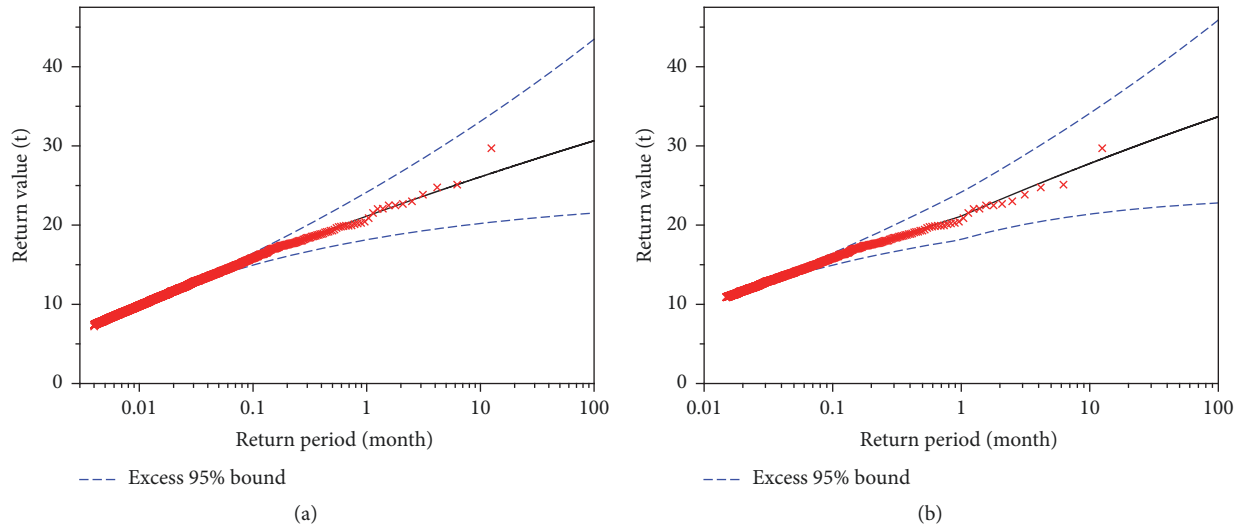 40
30
20
10
0
Return value (t)
0.01
0.1
1
10
100
Return period (month)
Excess 95% bound
(a)
40
30
20
10
0
Return value (t)
0.01
0.1
1
10
100
Return period (month)
Excess 95% bound
(b)